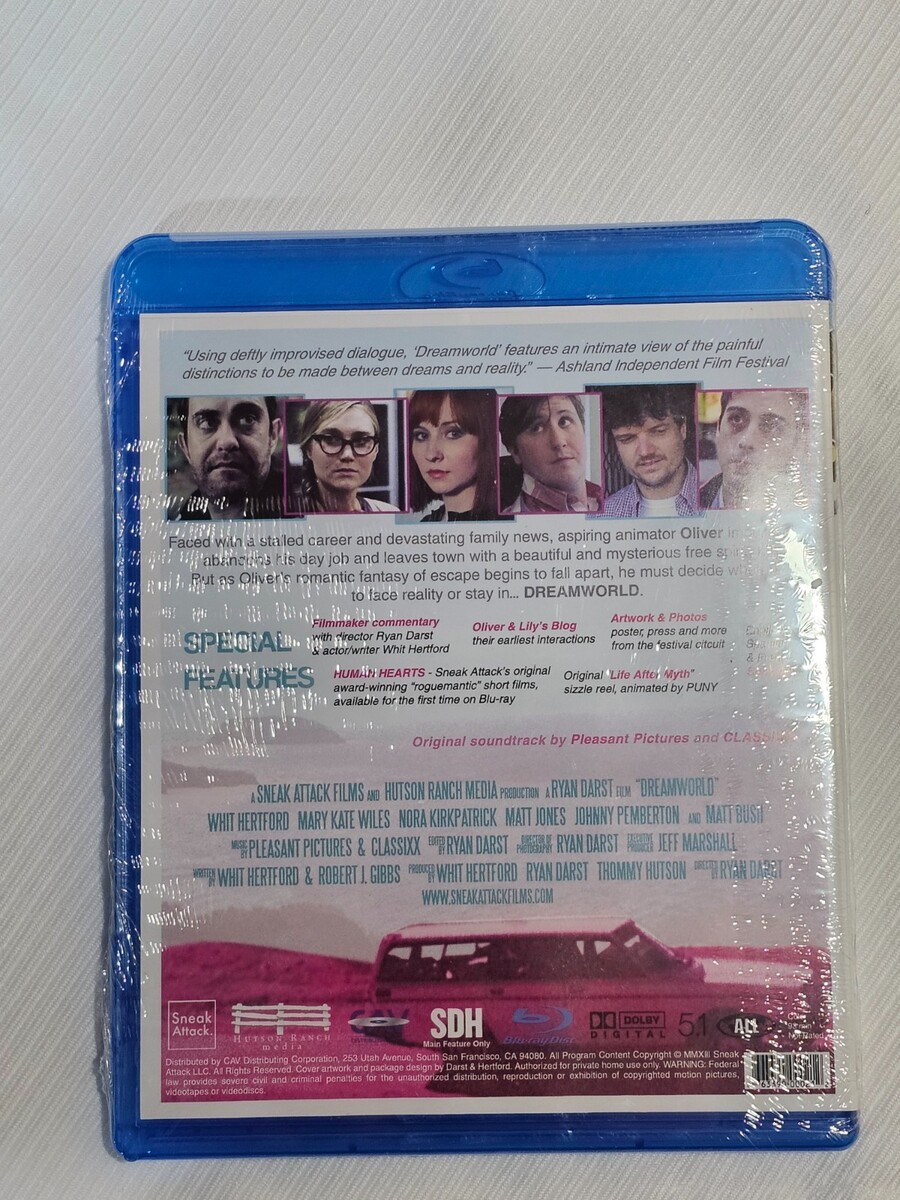 “Using deftly improvised dialogue, ‘Dreamworld’ features an intimate view of the painful
distinctions to be made between dreams and reality.” — Ashland Independent Film Festival
Faced with a stalled career and devastating family news, aspiring animator Oliver
abandons his day job and leaves town with a beautiful and mysterious free
But as Oliver's romantic fantasy of escape begins to fall apart, he must decide
to face reality or stay in... DREAMWORLD.
SPECIAL
FEATURES
Filmmaker commentary
with director Ryan Darst
& actor/writer Whit Hertford
Oliver & Lily's Blog
their earliest interactions
Artwork & Photos
poster, press and more
from the festival citcuit
HUMAN HEARTS - Sneak Attack's original
award-winning "roguemantic" short films,
available for the first time on Blu-ray
Original "Life After Myth"
sizzle reel, animated by PUNY
Original soundtrack by Pleasant Pictures and
A SNEAK ATTACK FILMS AND HUTSON RANCH MEDIA PRODUCTION A RYAN DARST FILM "DREAMWORLD"
WHIT HERTFORD MARY KATE WILES NORA KIRKPATRICK MATT JONES JOHNNY PEMBERTON AND MATT BUSH
MUSIC BY PLEASANT PICTURES & CLASSIXX EDITED BY RYAN DARST DIRECTOR OF PHOTOGRAPHY RYAN DARST EXECUTIVE PRODUCER JEFF MARSHALL
WRITTEN BY WHIT HERTFORD & ROBERT J. GIBBS PRODUCED BY WHIT HERTFORD RYAN DARST THOMMY HUTSON DIRECTED BY RYAN DARST
WWW.SNEAKATTACKFILMS.COM
Sneak
Attack.
HUTSON RANCH
media
CAV
SDH
Main Feature Only
Blu-ray Disc
DOLBY
DIGITAL
5.1
ALL
Distributed by CAV Distributing Corporation, 253 Utah Avenue, South San Francisco, CA 94080. All Program Content Copyright © MMXIII Sneak
Attack LLC. All Rights Reserved. Cover artwork and package design by Darst & Hertford. Authorized for private home use only. WARNING: Federal
law provides severe civil and criminal penalties for the unauthorized distribution, reproduction or exhibition of copyrighted motion pictures,
videotapes or videodiscs.